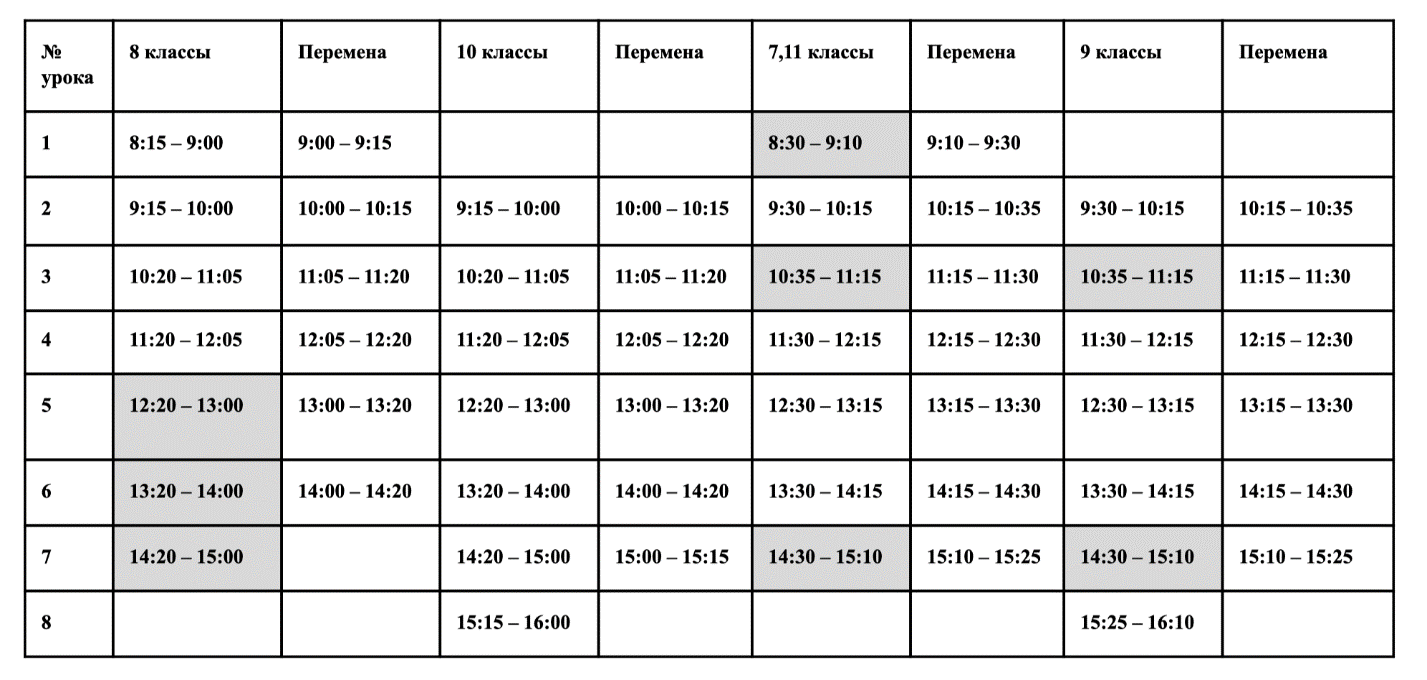 № урока 8 классы Перемена 10 классы Перемена 7,11 классы Перемена 9 классы Перемена
1 8:15 – 9:00 9:00 – 9:15 8:30 – 9:10 9:10 – 9:30
2 9:15 – 10:00 10:00 – 10:15 9:15 – 10:00 10:00 – 10:15 9:30 – 10:15 10:15 – 10:35 9:30 – 10:15 10:15 – 10:35
3 10:20 – 11:05 11:05 – 11:20 10:20 – 11:05 11:05 – 11:20 10:35 – 11:15 11:15 – 11:30 10:35 – 11:15 11:15 – 11:30
4 11:20 – 12:05 12:05 – 12:20 11:20 – 12:05 12:05 – 12:20 11:30 – 12:15 12:15 – 12:30 11:30 – 12:15 12:15 – 12:30
5 12:20 – 13:00 13:00 – 13:20 12:20 – 13:00 13:00 – 13:20 12:30 – 13:15 13:15 – 13:30 12:30 – 13:15 13:15 – 13:30
6 13:20 – 14:00 14:00 – 14:20 13:20 – 14:00 14:00 – 14:20 13:30 – 14:15 14:15 – 14:30 13:30 – 14:15 14:15 – 14:30
7 14:20 – 15:00 14:20 – 15:00 15:00 – 15:15 14:30 – 15:10 15:10 – 15:25 14:30 – 15:10 15:10 – 15:25
8 15:15 – 16:00 15:25 – 16:10